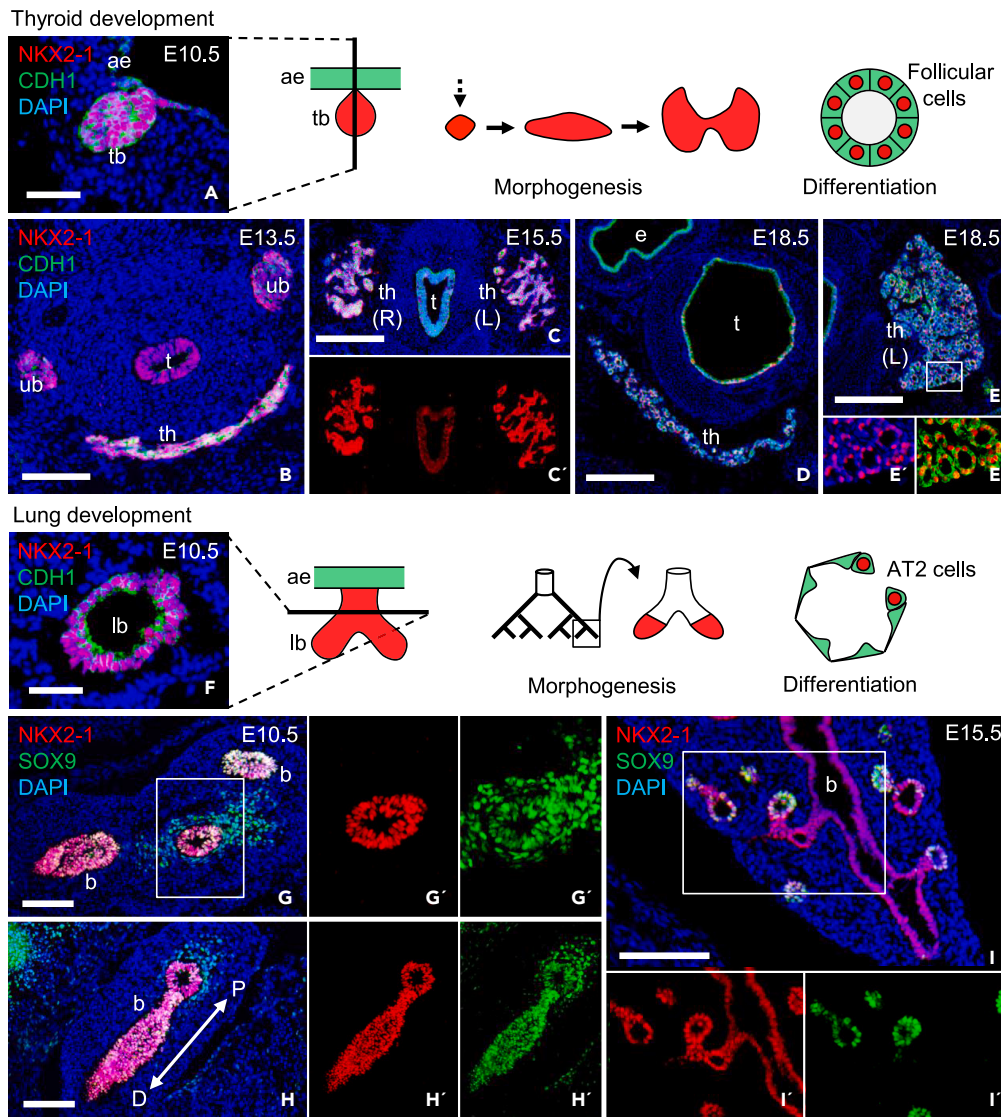 Thyroid development
NKX2-1
CDH1
DAPI
E10.5
ae
tb
A
ae
tb
Morphogenesis
Follicular
cells
Differentiation
NKX2-1
CDH1
DAPI
E13.5
ub
ub
t
th
B
E15.5
th
(R)
t
th
(L)
C
C´
E18.5
e
t
th
D
E18.5
th
(L)
E
E´
E
Lung development
NKX2-1
CDH1
DAPI
E10.5
lb
F
ae
lb
Morphogenesis
AT2 cells
Differentiation
NKX2-1
SOX9
DAPI
E10.5
b
b
G
G´
G´
b
P
D
H
H´
H´
NKX2-1
SOX9
DAPI
E15.5
b
I
I´
I´